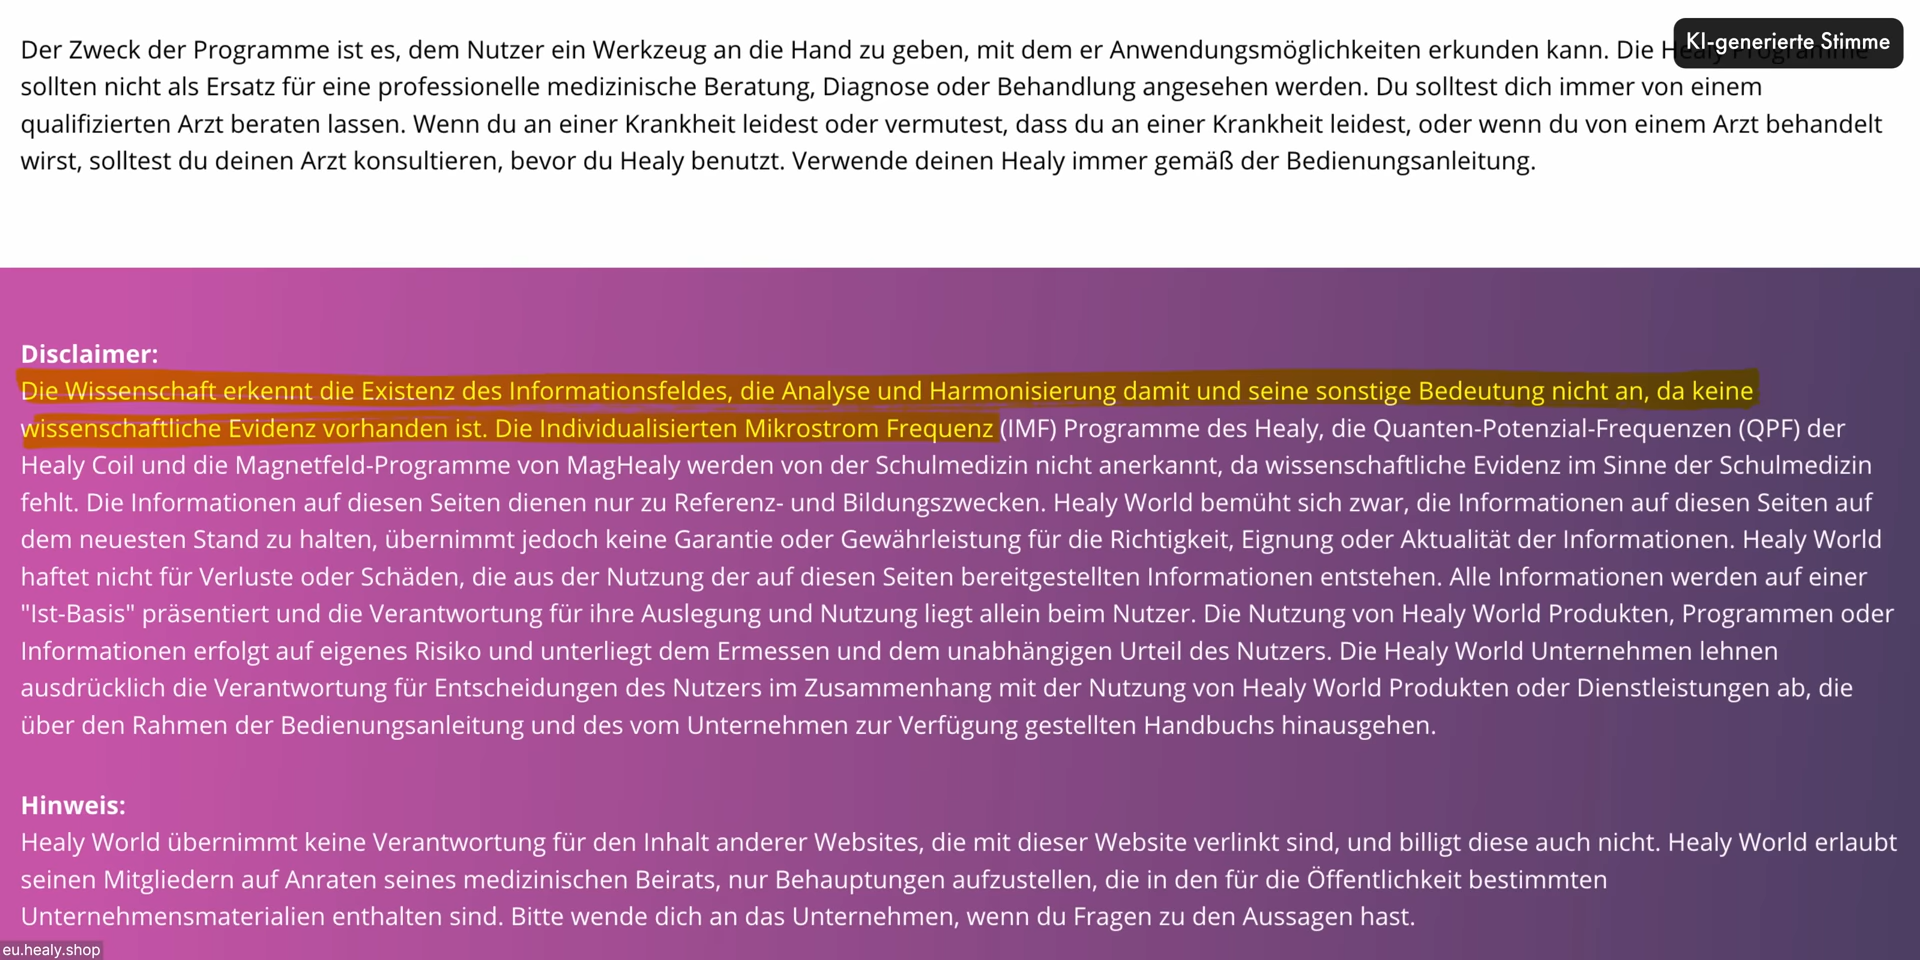 Der Zweck der Programme ist es, dem Nutzer ein Werkzeug an die Hand zu geben, mit dem er Anwendungsmöglichkeiten erkunden kann. Die Healy Programme
KI-generierte Stimme
sollten nicht als Ersatz für eine professionelle medizinische Beratung, Diagnose oder Behandlung angesehen werden. Du solltest dich immer von einem
qualifizierten Arzt beraten lassen. Wenn du an einer Krankheit leidest oder vermutest, dass du an einer Krankheit leidest, oder wenn du von einem Arzt behandelt
wirst, solltest du deinen Arzt konsultieren, bevor du Healy benutzt. Verwende deinen Healy immer gemäß der Bedienungsanleitung.
Disclaimer:
Die Wissenschaft erkennt die Existenz des Informationsfeldes, die Analyse und Harmonisierung damit und seine sonstige Bedeutung nicht an, da keine
wissenschaftliche Evidenz vorhanden ist. Die Individualisierten Mikrostrom Frequenz (IMF) Programme des Healy, die Quanten-Potenzial-Frequenzen (QPF) der
Healy Coil und die Magnetfeld-Programme von MagHealy werden von der Schulmedizin nicht anerkannt, da wissenschaftliche Evidenz im Sinne der Schulmedizin
fehlt. Die Informationen auf diesen Seiten dienen nur zu Referenz- und Bildungszwecken. Healy World bemüht sich zwar, die Informationen auf diesen Seiten auf
dem neuesten Stand zu halten, übernimmt jedoch keine Garantie oder Gewährleistung für die Richtigkeit, Eignung oder Aktualität der Informationen. Healy World
haftet nicht für Verluste oder Schäden, die aus der Nutzung der auf diesen Seiten bereitgestellten Informationen entstehen. Alle Informationen werden auf einer
"Ist-Basis" präsentiert und die Verantwortung für ihre Auslegung und Nutzung liegt allein beim Nutzer. Die Nutzung von Healy World Produkten, Programmen oder
Informationen erfolgt auf eigenes Risiko und unterliegt dem Ermessen und dem unabhängigen Urteil des Nutzers. Die Healy World Unternehmen lehnen
ausdrücklich die Verantwortung für Entscheidungen des Nutzers im Zusammenhang mit der Nutzung von Healy World Produkten oder Dienstleistungen ab, die
über den Rahmen der Bedienungsanleitung und des vom Unternehmen zur Verfügung gestellten Handbuchs hinausgehen.
Hinweis:
Healy World übernimmt keine Verantwortung für den Inhalt anderer Websites, die mit dieser Website verlinkt sind, und billigt diese auch nicht. Healy World erlaubt
seinen Mitgliedern auf Anraten seines medizinischen Beirats, nur Behauptungen aufzustellen, die in den für die Öffentlichkeit bestimmten
Unternehmensmaterialien enthalten sind. Bitte wende dich an das Unternehmen, wenn du Fragen zu den Aussagen hast.
eu.healy.shop